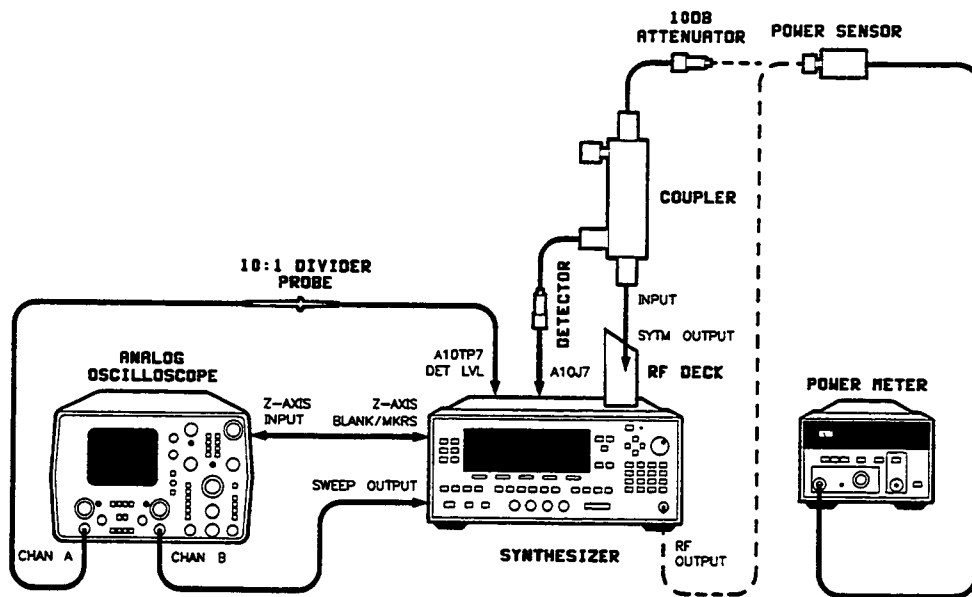 10DB
ATTENUATOR
POWER SENSOR
COUPLER
10:1 DIVIDER
PROBE
DETECTOR
INPUT
SYTM OUTPUT
A10TP7
DET LVL
A10J7
RF DECK
ANALOG
OSCILLOSCOPE
POWER METER
Z-AXIS
INPUT
Z-AXIS
BLANK/MKRS
SWEEP OUTPUT
CHAN A
CHAN B
SYNTHESIZER
RF
OUTPUT